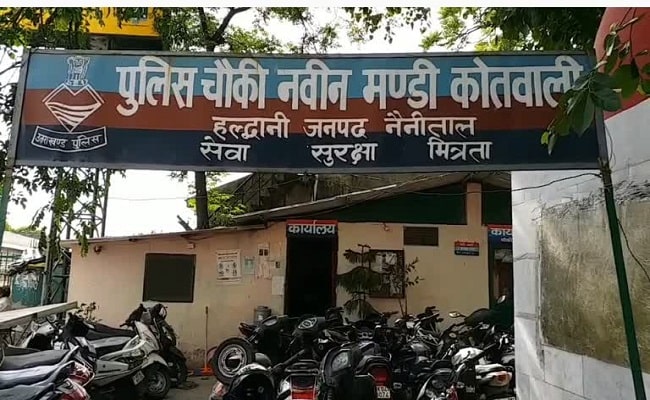 पुलिस चौकी नवीन मण्डी कोतवाली
हल्द्वानी जनपद नैनीताल
सेवा सुरक्षा मित्रता
उत्तराखण्ड पुलिस
कार्यालय